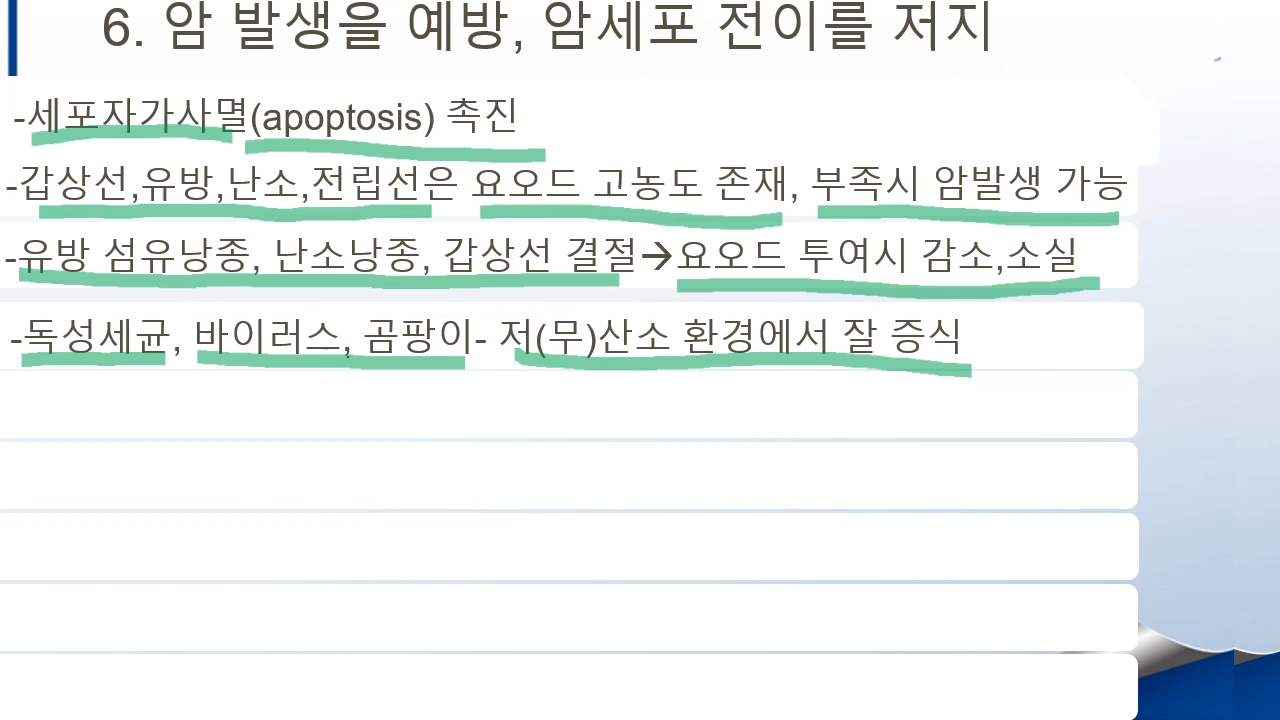 6. 암 발생을 예방, 암세포 전이를 저지
-세포자가사멸(apoptosis) 촉진
-갑상선,유방,난소,전립선은 요오드 고농도 존재, 부족시 암발생 가능
-유방 섬유낭종, 난소낭종, 갑상선 결절→요오드 투여시 감소,소실
-독성세균, 바이러스, 곰팡이- 저(무)산소 환경에서 잘 증식